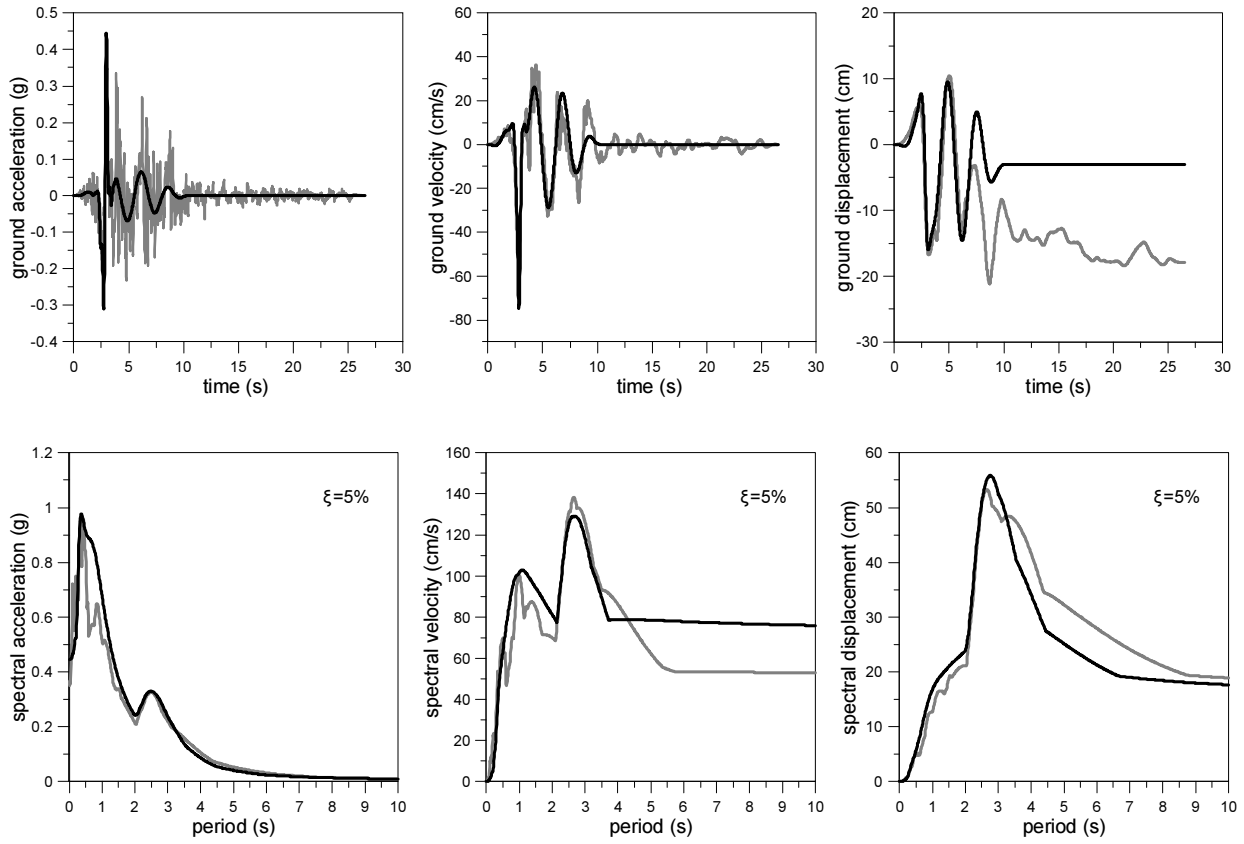 ground acceleration (g)
0.5
0.4
0.3
0.2
0.1
0
-0.1
-0.2
-0.3
-0.4
0 5 10 15 20 25 30
time (s)
ground velocity (cm/s)
60
40
20
0
-20
-40
-60
-80
0 5 10 15 20 25 30
time (s)
ground displacement (cm)
20
10
0
-10
-20
-30
0 5 10 15 20 25 30
time (s)
spectral acceleration (g)
1.2
1
0.8
0.6
0.4
0.2
0
ξ=5%
0 1 2 3 4 5 6 7 8 9 10
period (s)
spectral velocity (cm/s)
160
140
120
100
80
60
40
20
0
ξ=5%
0 1 2 3 4 5 6 7 8 9 10
period (s)
spectral displacement (cm)
60
50
40
30
20
10
0
ξ=5%
0 1 2 3 4 5 6 7 8 9 10
period (s)